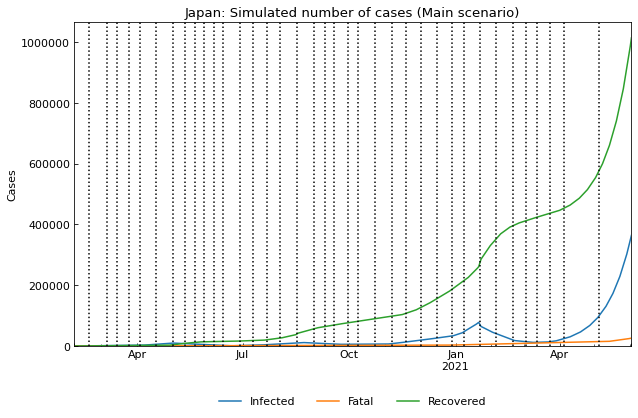 Japan: Simulated number of cases (Main scenario)
1000000
800000
600000
400000
200000
0
Cases
Apr
Jul
Oct
Jan
2021
Apr
Infected
Fatal
Recovered